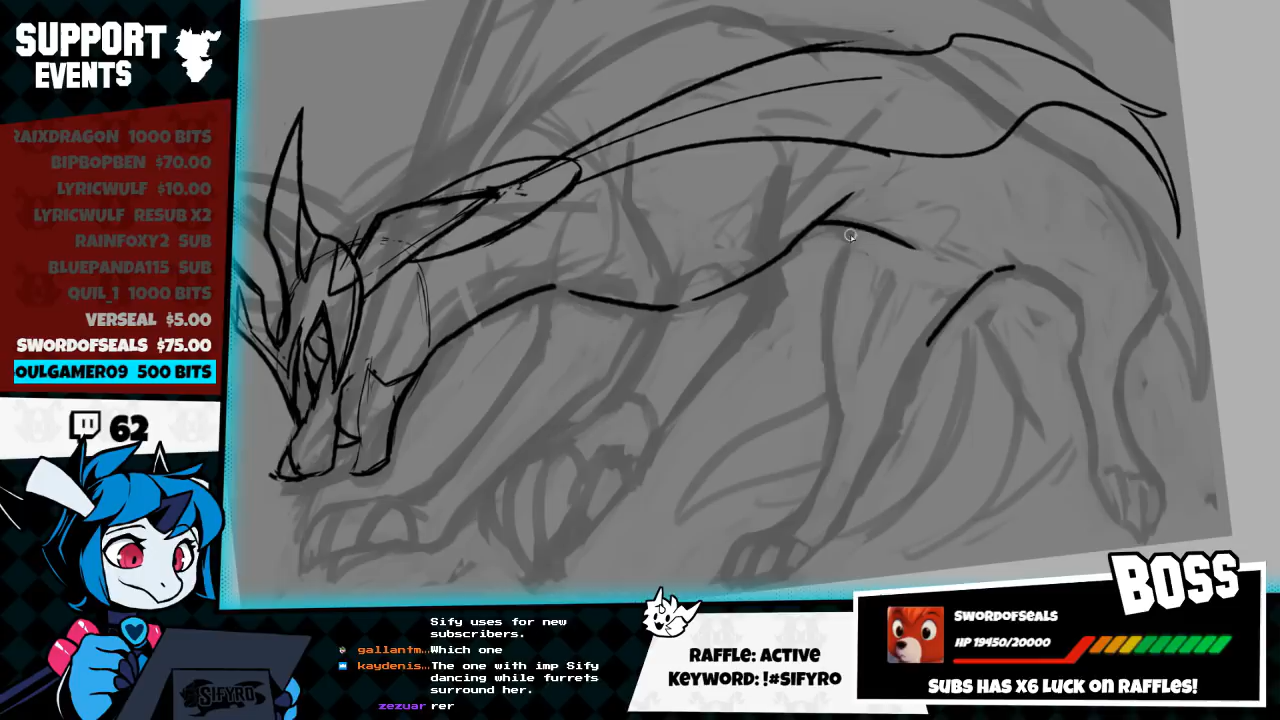 SUPPORT
EVENTS
RAIXDRAGON 1000 BITS
BIPBOPBEN $70.00
LYRICWULF $10.00
LYRICWULF RESUB X2
RAINFOXY2 SUB
BLUEPANDA115 SUB
QUIL_1 1000 BITS
VERSEAL $5.00
SWORDOFSEALS $75.00
OULGAMER09 500 BITS
62
SIFYRO
Sify uses for new
subscribers.
gallantm… Which one
kaydenis… The one with imp Sify
dancing while furrets
surround her.
zezuar rer
RAFFLE: ACTIVE
KEYWORD: !#SIFYRO
BOSS
SWORDOFSEALS
HP 19450/20000
SUBS HAS X6 LUCK ON RAFFLES!